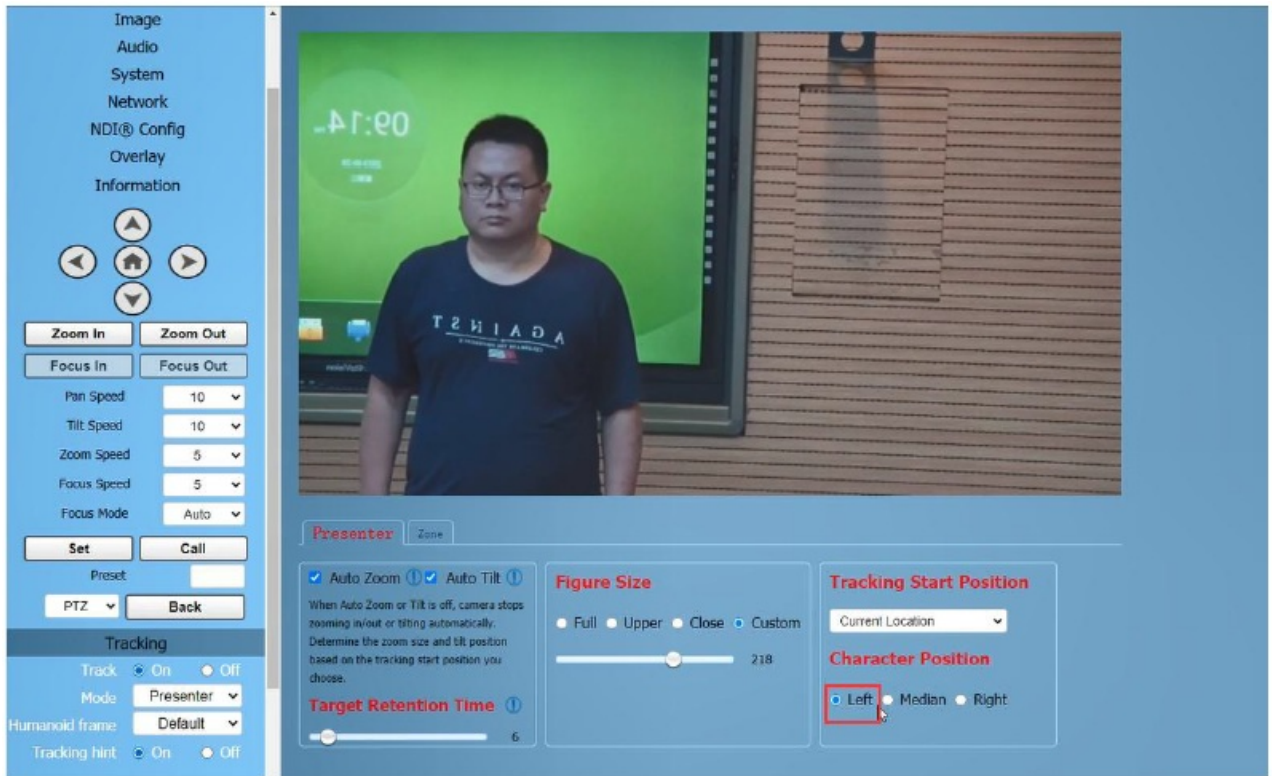 Image
Audio
System
Network
NDI® Config
Overlay
Information
Zoom In Zoom Out
Focus In Focus Out
Pan Speed 10
Tilt Speed 10
Zoom Speed 5
Focus Speed 5
Focus Mode Auto
Set Call
Preset
PTZ Back
Tracking
Track On Off
Mode Presenter
Humanoid frame Default
Tracking hint On Off
09:14
AGAINST
Presenter Zone
Auto Zoom Auto Tilt
When Auto Zoom or Tilt is off, camera stops
zooming in/out or tilting automatically.
Determine the zoom size and tilt position
based on the tracking start position you
choose.
Target Retention Time
6
Figure Size
Full Upper Close Custom
218
Tracking Start Position
Current Location
Character Position
Left Median Right